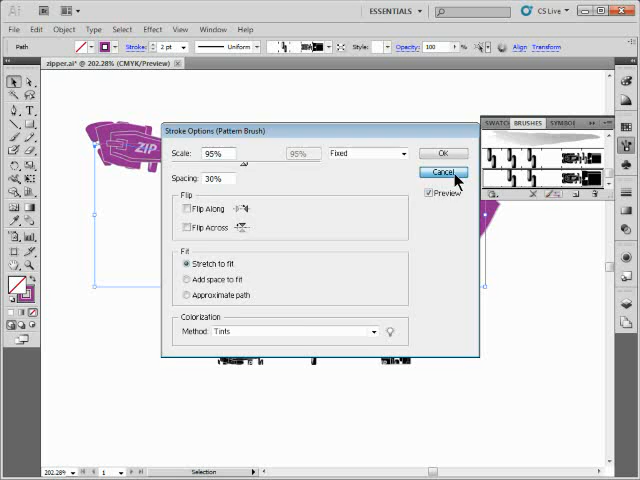 Br
ESSENTIALS
CS Live
File Edit Object Type Select Effect View Window Help
Path
Stroke:
2 pt
Uniform
Style:
Opacity:
100
Align
Transform
zipper.ai* @ 202.28% (CMYK/Preview)
ZIP
Stroke Options (Pattern Brush)
Scale:
95%
95%
Fixed
OK
Spacing:
30%
Cancel
Preview
Flip
Flip Along
Flip Across
Fit
Stretch to fit
Add space to fit
Approximate path
Colorization
Method:
Tints
SWATC
BRUSHES
SYMBOL
202.28%
1
Selection